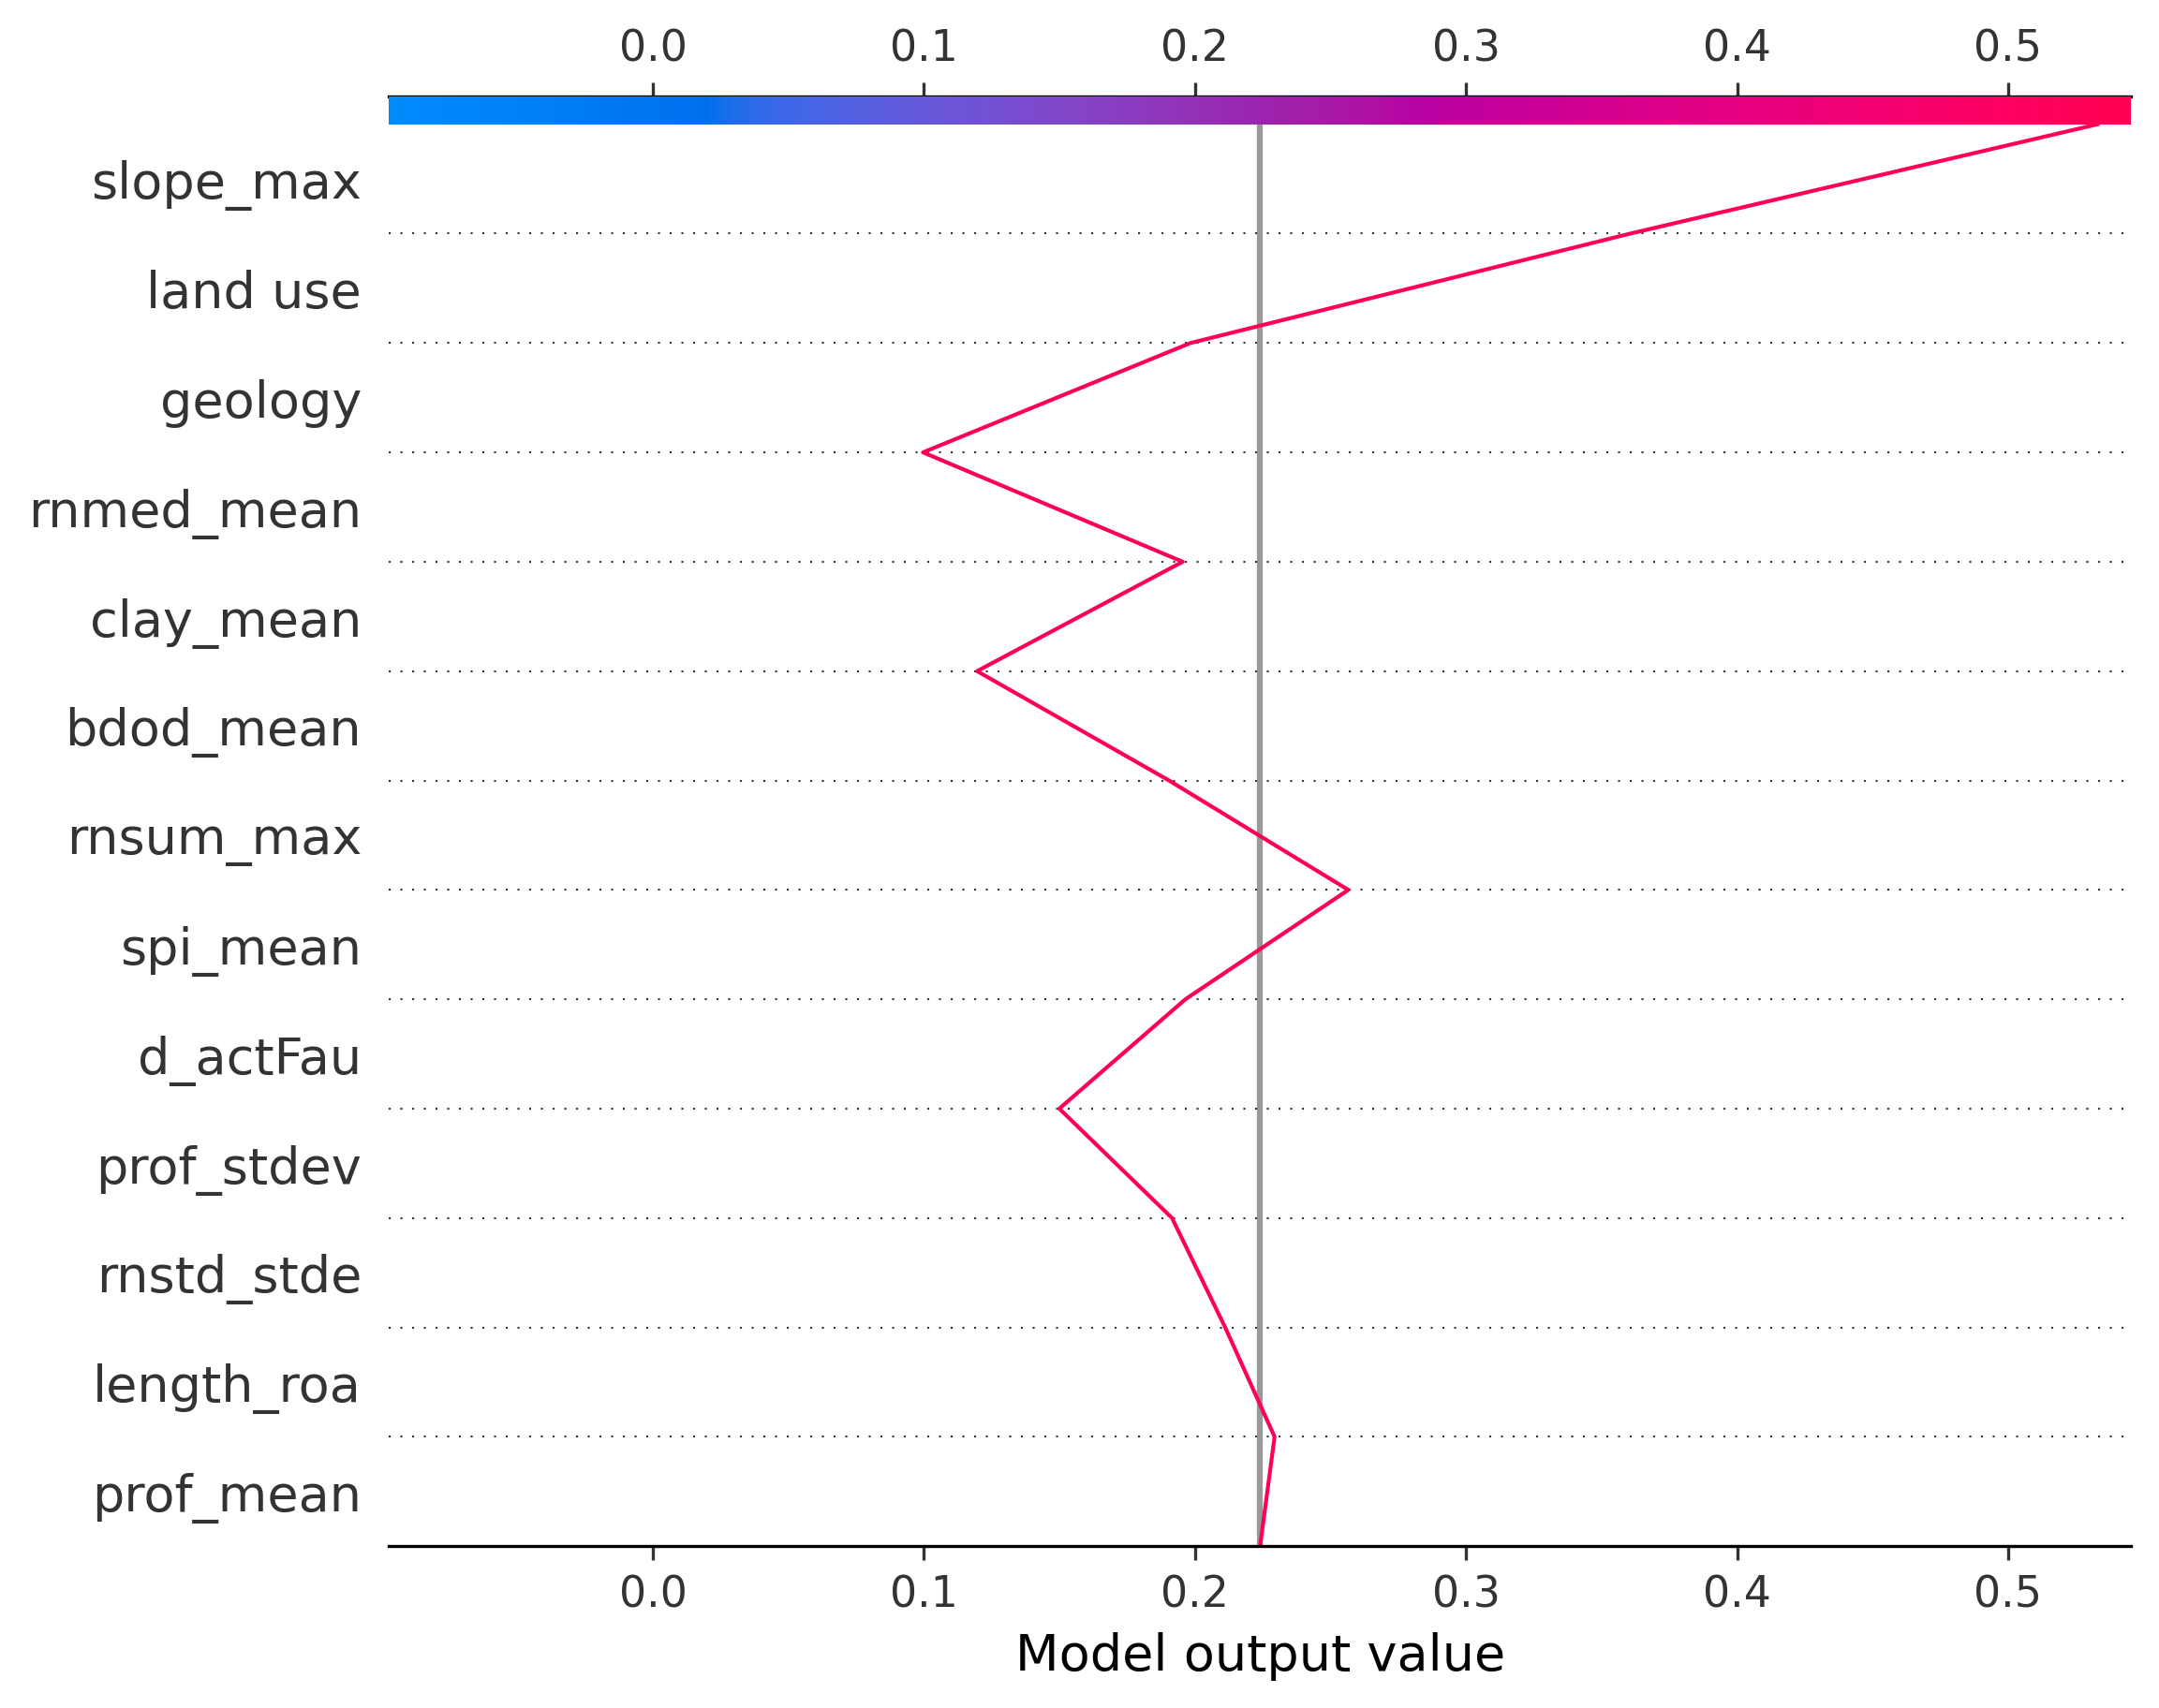 0.0 0.1 0.2 0.3 0.4 0.5
slope_max
land use
geology
rnmed_mean
clay_mean
bdod_mean
rnsum_max
spi_mean
d_actFau
prof_stdev
rnstd_stde
length_roa
prof_mean
0.0 0.1 0.2 0.3 0.4 0.5
Model output value